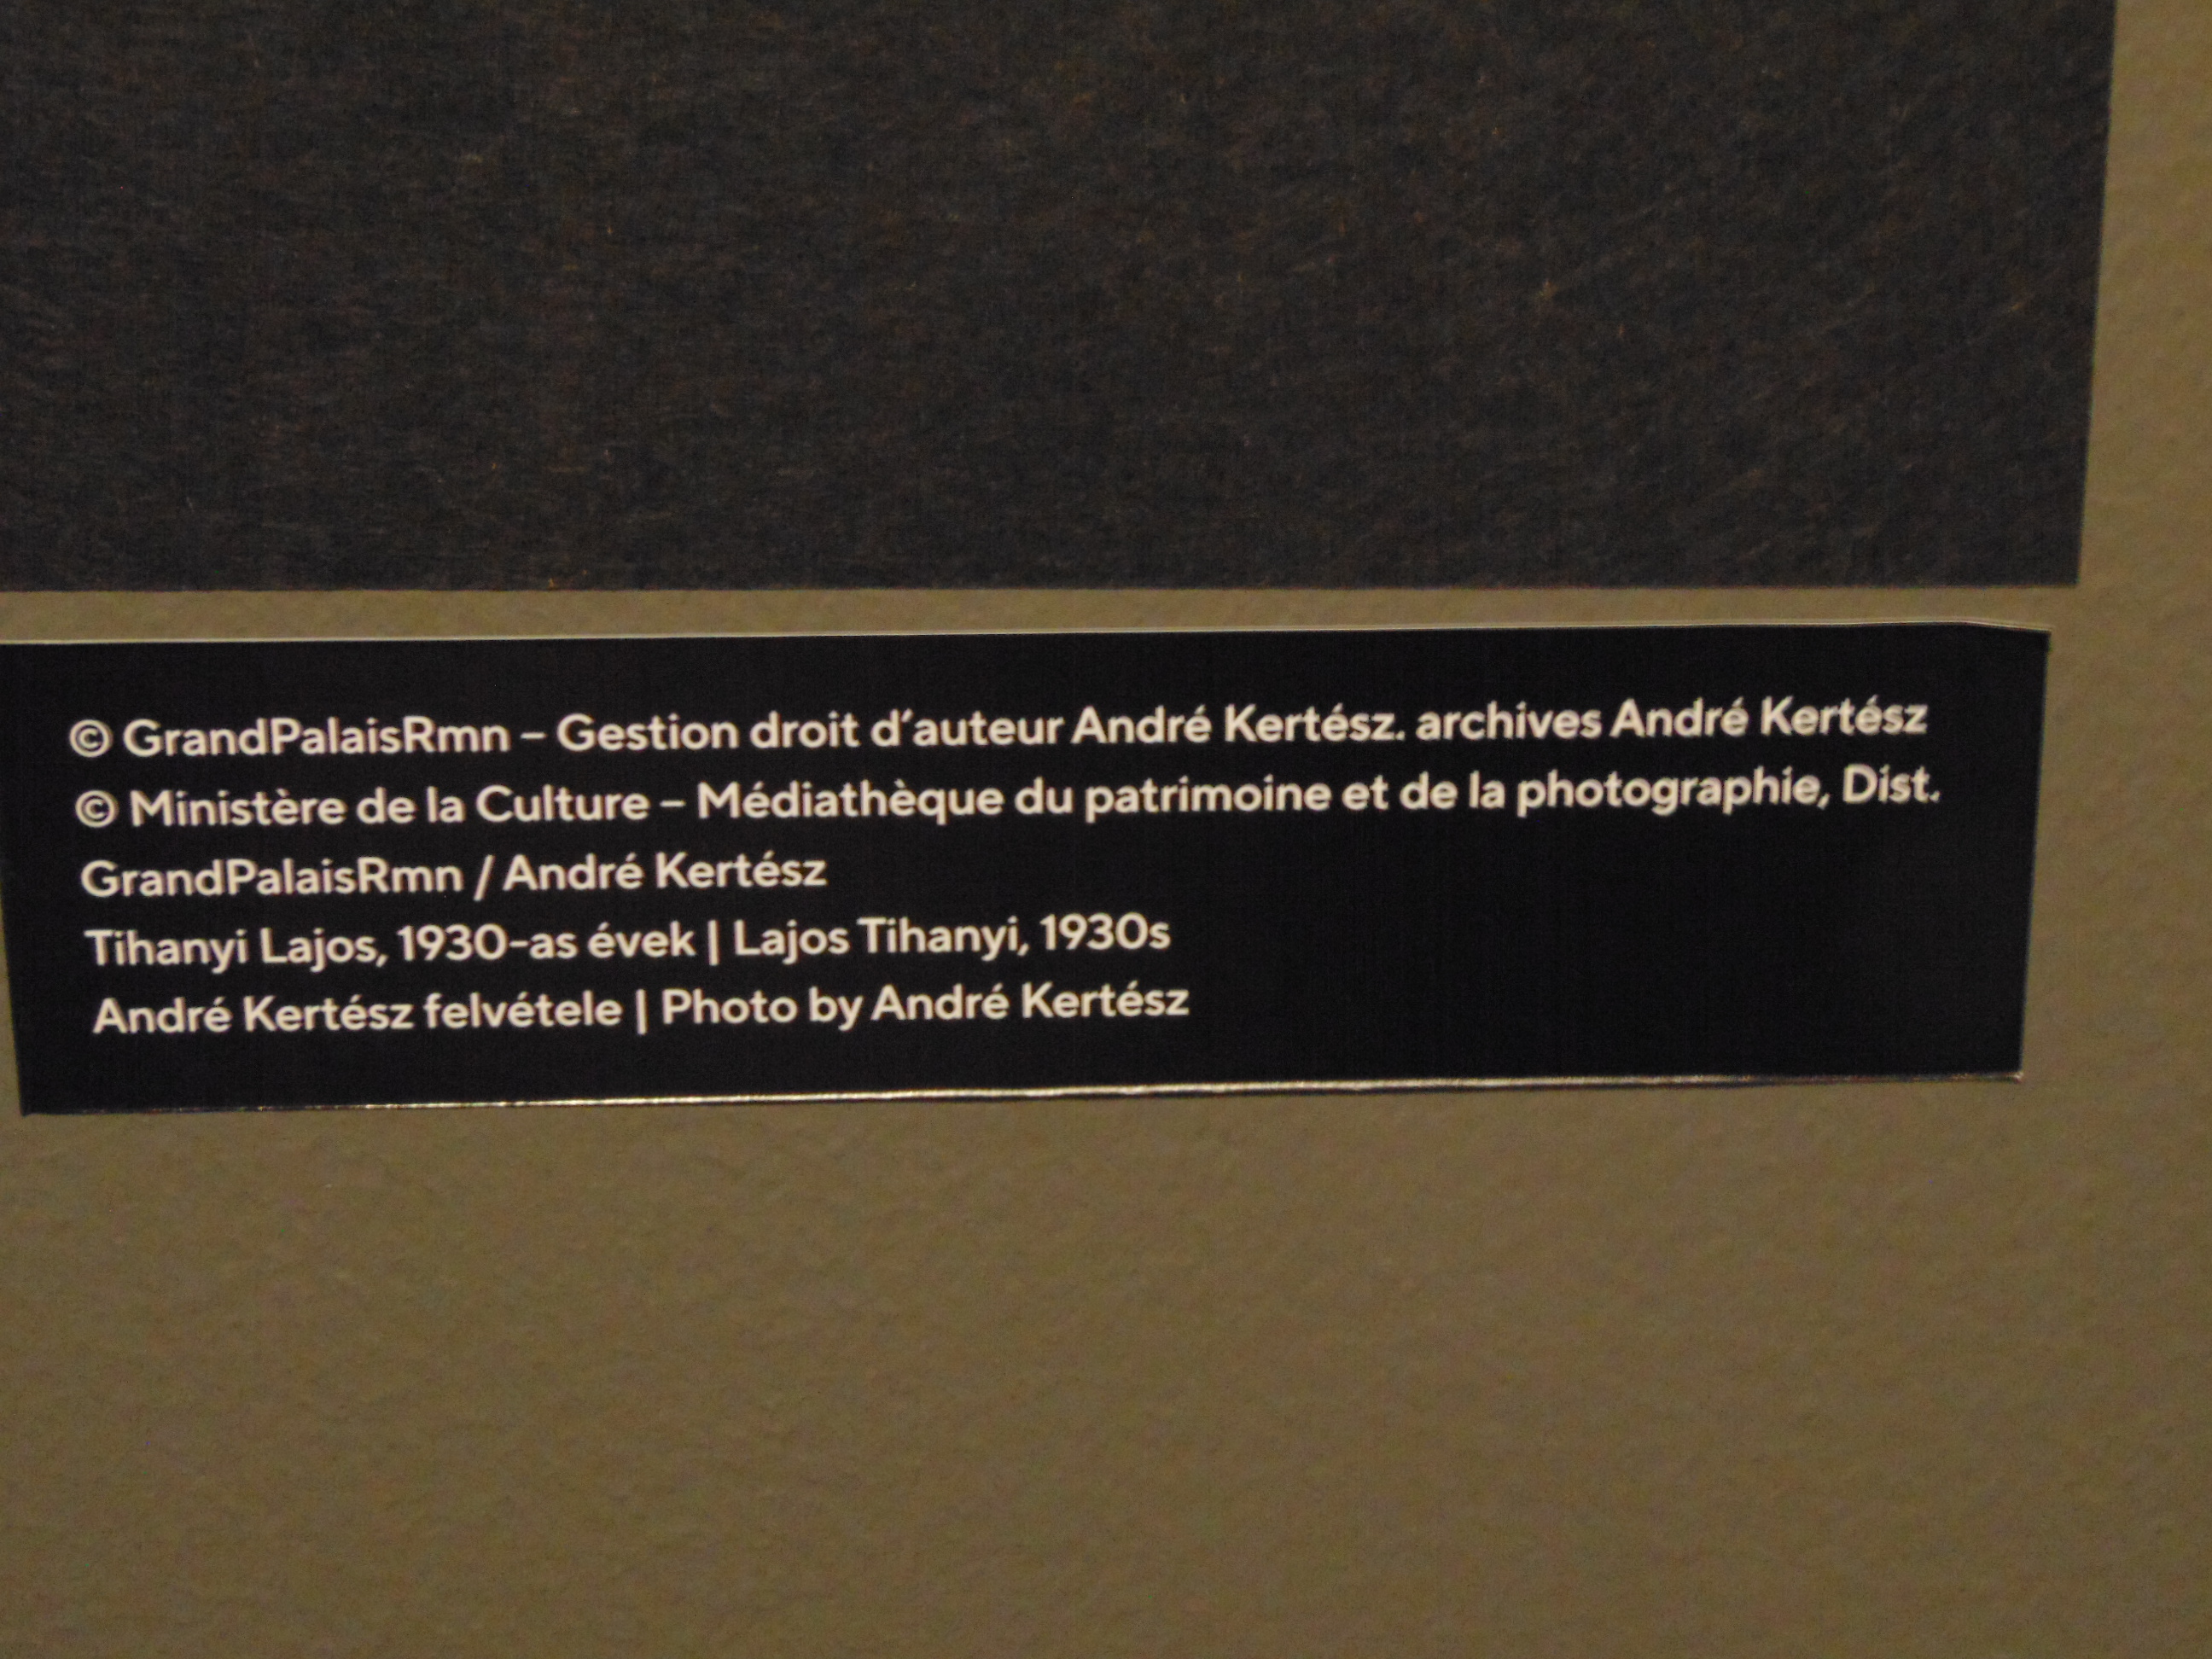 © GrandPalaisRmn – Gestion droit d’auteur André Kertész. archives André Kertész
© Ministère de la Culture – Médiathèque du patrimoine et de la photographie, Dist.
GrandPalaisRmn / André Kertész
Tihanyi Lajos, 1930-as évek | Lajos Tihanyi, 1930s
André Kertész felvétele | Photo by André Kertész